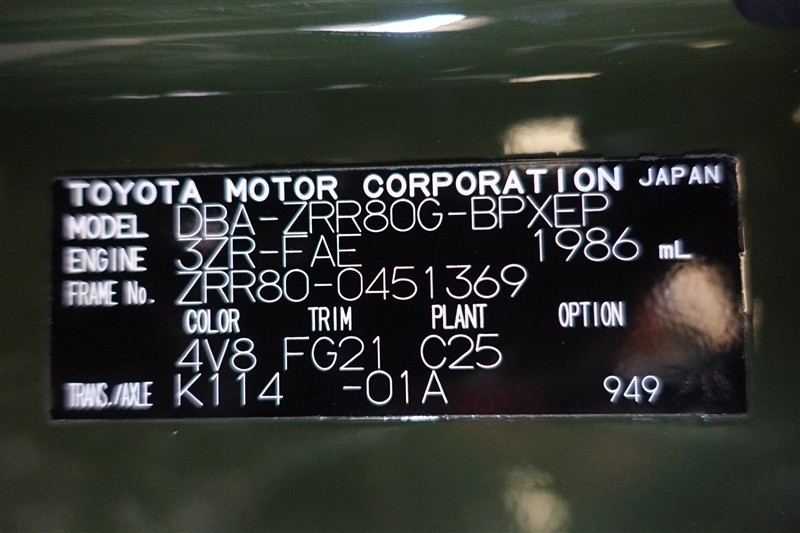 TOYOTA MOTOR CORPORATION JAPAN
MODEL DBA-ZRR80G-BPXEP
ENGINE 3ZR-FAE 1986 mL
FRAME No. ZRR80-0451369
COLOR TRIM PLANT OPTION
4V8 FG21 C25
TRANS./AXLE K114 -01A 949